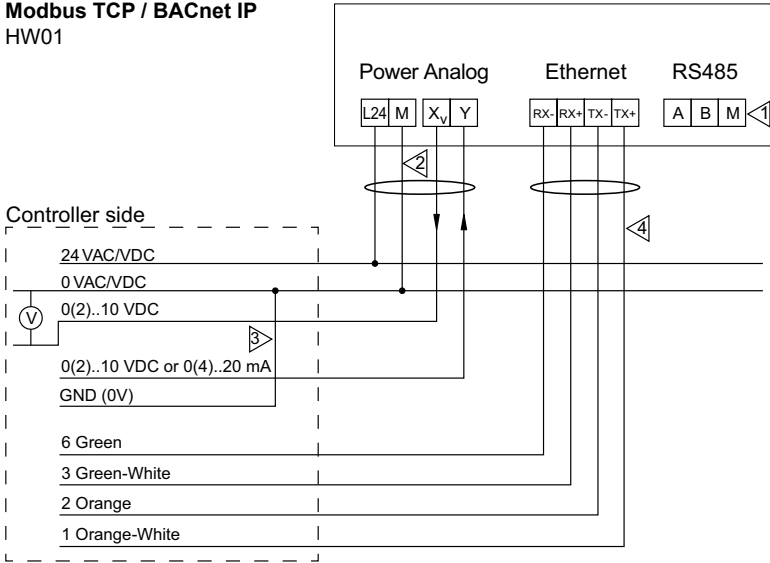 Modbus TCP / BACnet IP
HW01
Power Analog Ethernet RS485
L24 M Xv Y RX- RX+ TX- TX+ A B M 1
2
Controller side
4
24 VAC/VDC
0 VAC/VDC
0(2)..10 VDC
V
3
0(2)..10 VDC or 0(4)..20 mA
GND (0V)
6 Green
3 Green-White
2 Orange
1 Orange-White